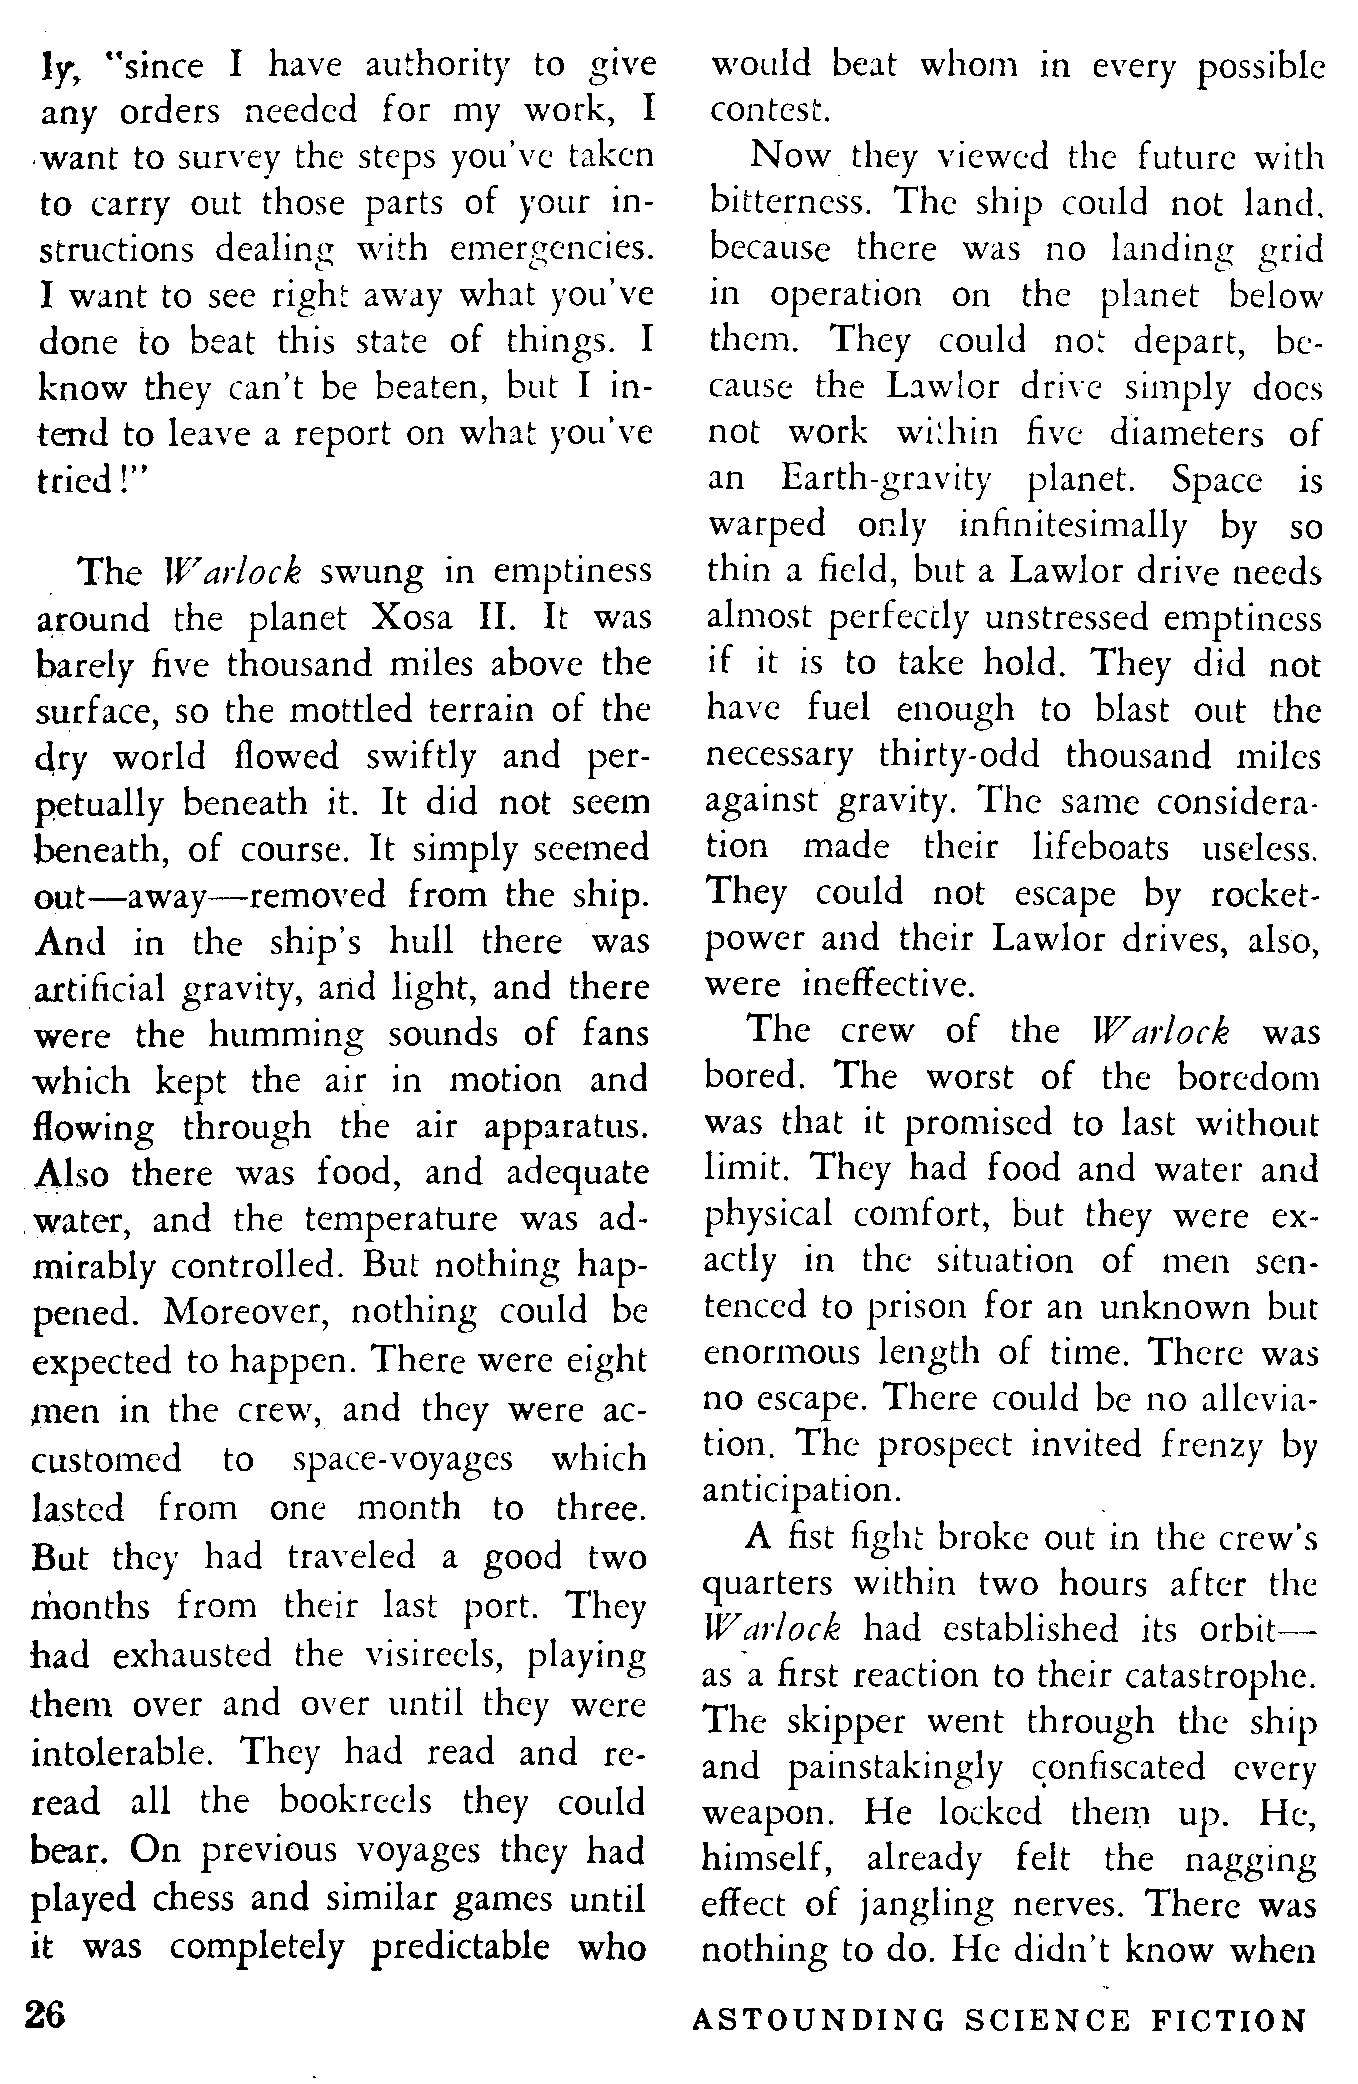 ly, "since I have authority to give
any orders needed for my work, I
want to survey the steps you've taken
to carry out those parts of your in-
structions dealing with emergencies.
I want to see right away what you've
done to beat this state of things. I
know they can't be beaten, but I in-
tend to leave a report on what you've
tried!"
The Warlock swung in emptiness
around the planet Xosa II. It was
barely five thousand miles above the
surface, so the mottled terrain of the
dry world flowed swiftly and per-
petually beneath it. It did not seem
beneath, of course. It simply seemed
out—away—removed from the ship.
And in the ship's hull there was
artificial gravity, and light, and there
were the humming sounds of fans
which kept the air in motion and
flowing through the air apparatus.
Also there was food, and adequate
water, and the temperature was ad-
mirably controlled. But nothing hap-
pened. Moreover, nothing could be
expected to happen. There were eight
men in the crew, and they were ac-
customed to space-voyages which
lasted from one month to three.
But they had traveled a good two
months from their last port. They
had exhausted the visireels, playing
them over and over until they were
intolerable. They had read and re-
read all the bookreels they could
bear. On previous voyages they had
played chess and similar games until
it was completely predictable who
would beat whom in every possible
contest.
Now they viewed the future with
bitterness. The ship could not land,
because there was no landing grid
in operation on the planet below
them. They could not depart, be-
cause the Lawlor drive simply does
not work within five diameters of
an Earth-gravity planet. Space is
warped only infinitesimally by so
thin a field, but a Lawlor drive needs
almost perfectly unstressed emptiness
if it is to take hold. They did not
have fuel enough to blast out the
necessary thirty-odd thousand miles
against gravity. The same considera-
tion made their lifeboats useless.
They could not escape by rocket-
power and their Lawlor drives, also,
were ineffective.
The crew of the Warlock was
bored. The worst of the boredom
was that it promised to last without
limit. They had food and water and
physical comfort, but they were ex-
actly in the situation of men sen-
tenced to prison for an unknown but
enormous length of time. There was
no escape. There could be no allevia-
tion. The prospect invited frenzy by
anticipation.
A fist fight broke out in the crew's
quarters within two hours after the
Warlock had established its orbit—
as a first reaction to their catastrophe.
The skipper went through the ship
and painstakingly confiscated every
weapon. He locked them up. He,
himself, already felt the nagging
effect of jangling nerves. There was
nothing to do. He didn't know when
26
ASTOUNDING SCIENCE FICTION